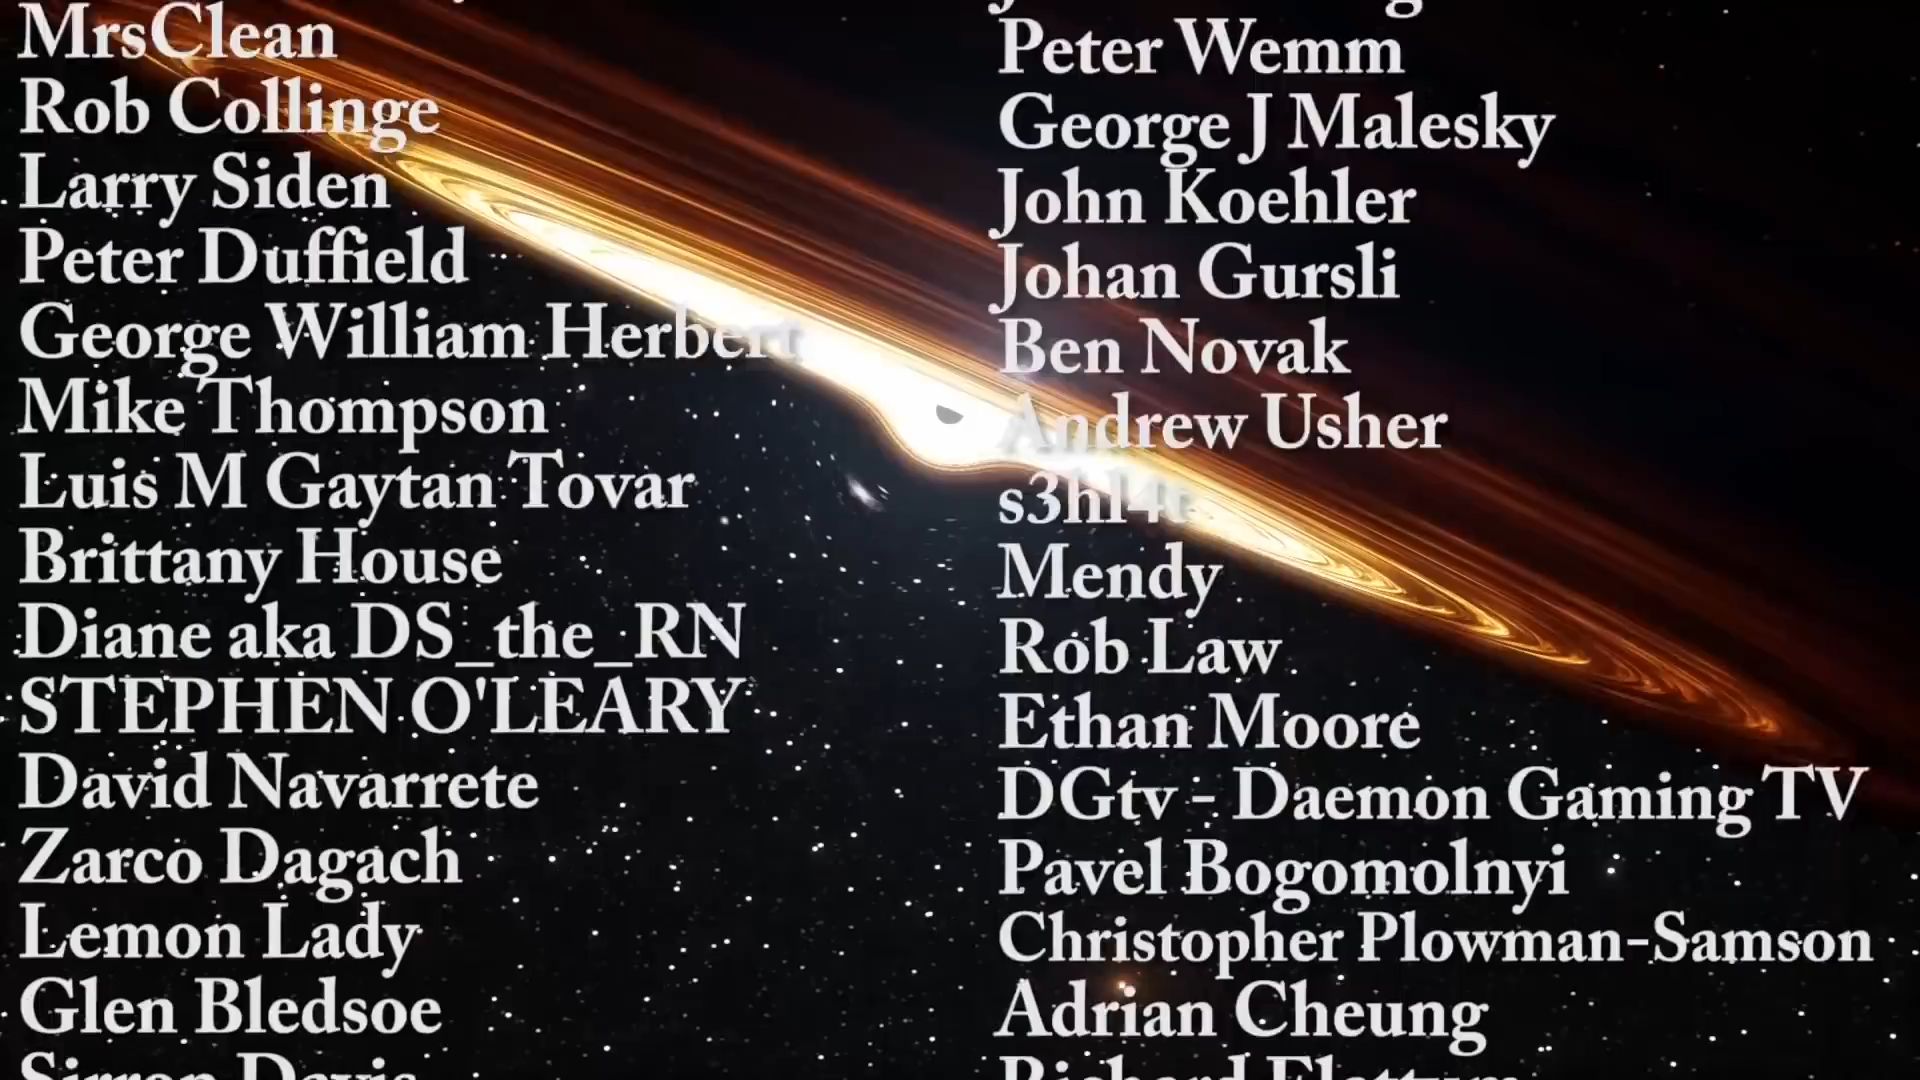 MrsClean
Rob Collinge
Larry Siden
Peter Duffield
George William Herbert
Mike Thompson
Luis M Gaytan Tovar
Brittany House
Diane aka DS_the_RN
STEPHEN O'LEARY
David Navarrete
Zarco Dagach
Lemon Lady
Glen Bledsoe
Peter Wemm
George J Malesky
John Koehler
Johan Gursli
Ben Novak
Andrew Usher
s3hl4t
Mendy
Rob Law
Ethan Moore
DGtv - Daemon Gaming TV
Pavel Bogomolnyi
Christopher Plowman-Samson
Adrian Cheung